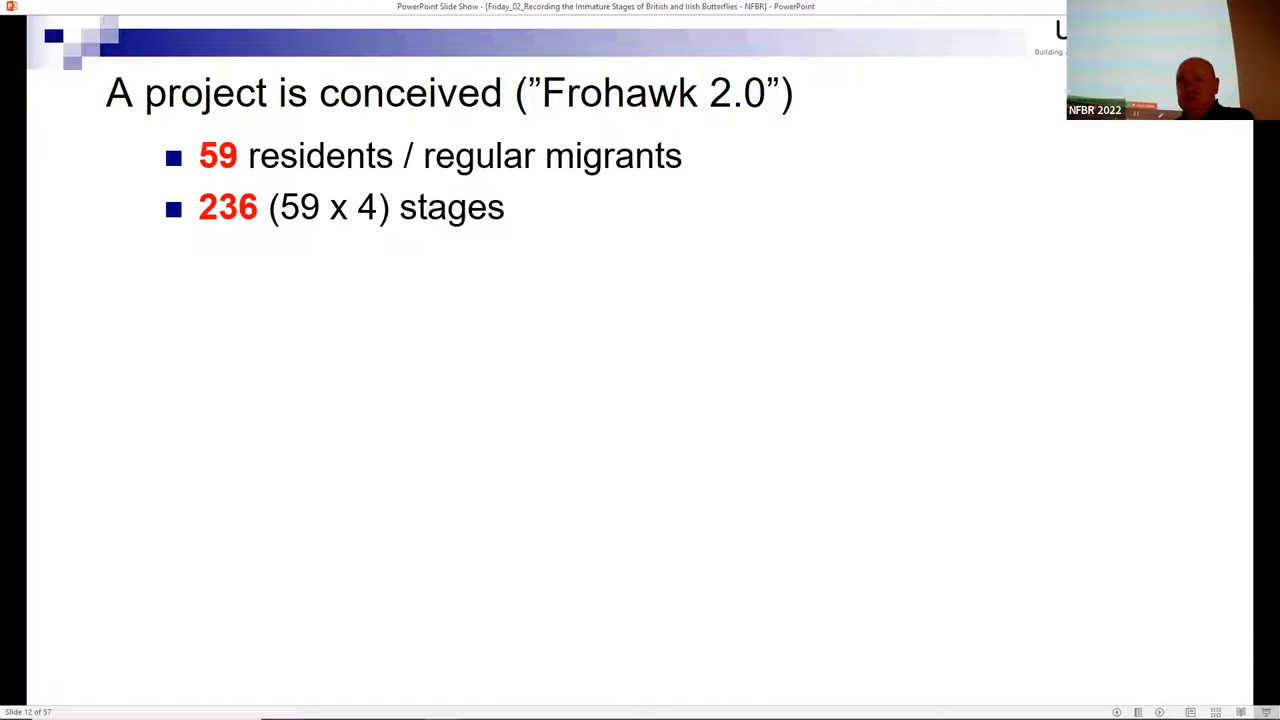 PowerPoint Slide Show - [Friday_02_Recording the Immature Stages of British and Irish Butterflies - NFBR] - PowerPoint
U
Building
NFBR 2022
A project is conceived (”Frohawk 2.0”)
59 residents / regular migrants
236 (59 x 4) stages
Slide 12 of 57